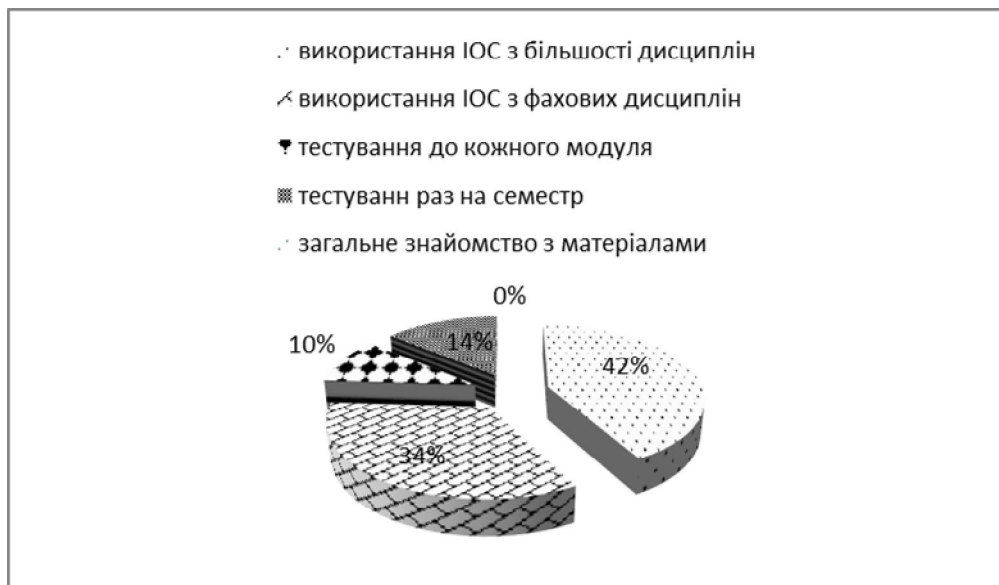 використання ІОС з більшості дисциплін
використання ІОС з фахових дисциплін
тестування до кожного модуля
тестуванн раз на семестр
загальне знайомство з матеріалами
0%
10%
14%
42%
34%